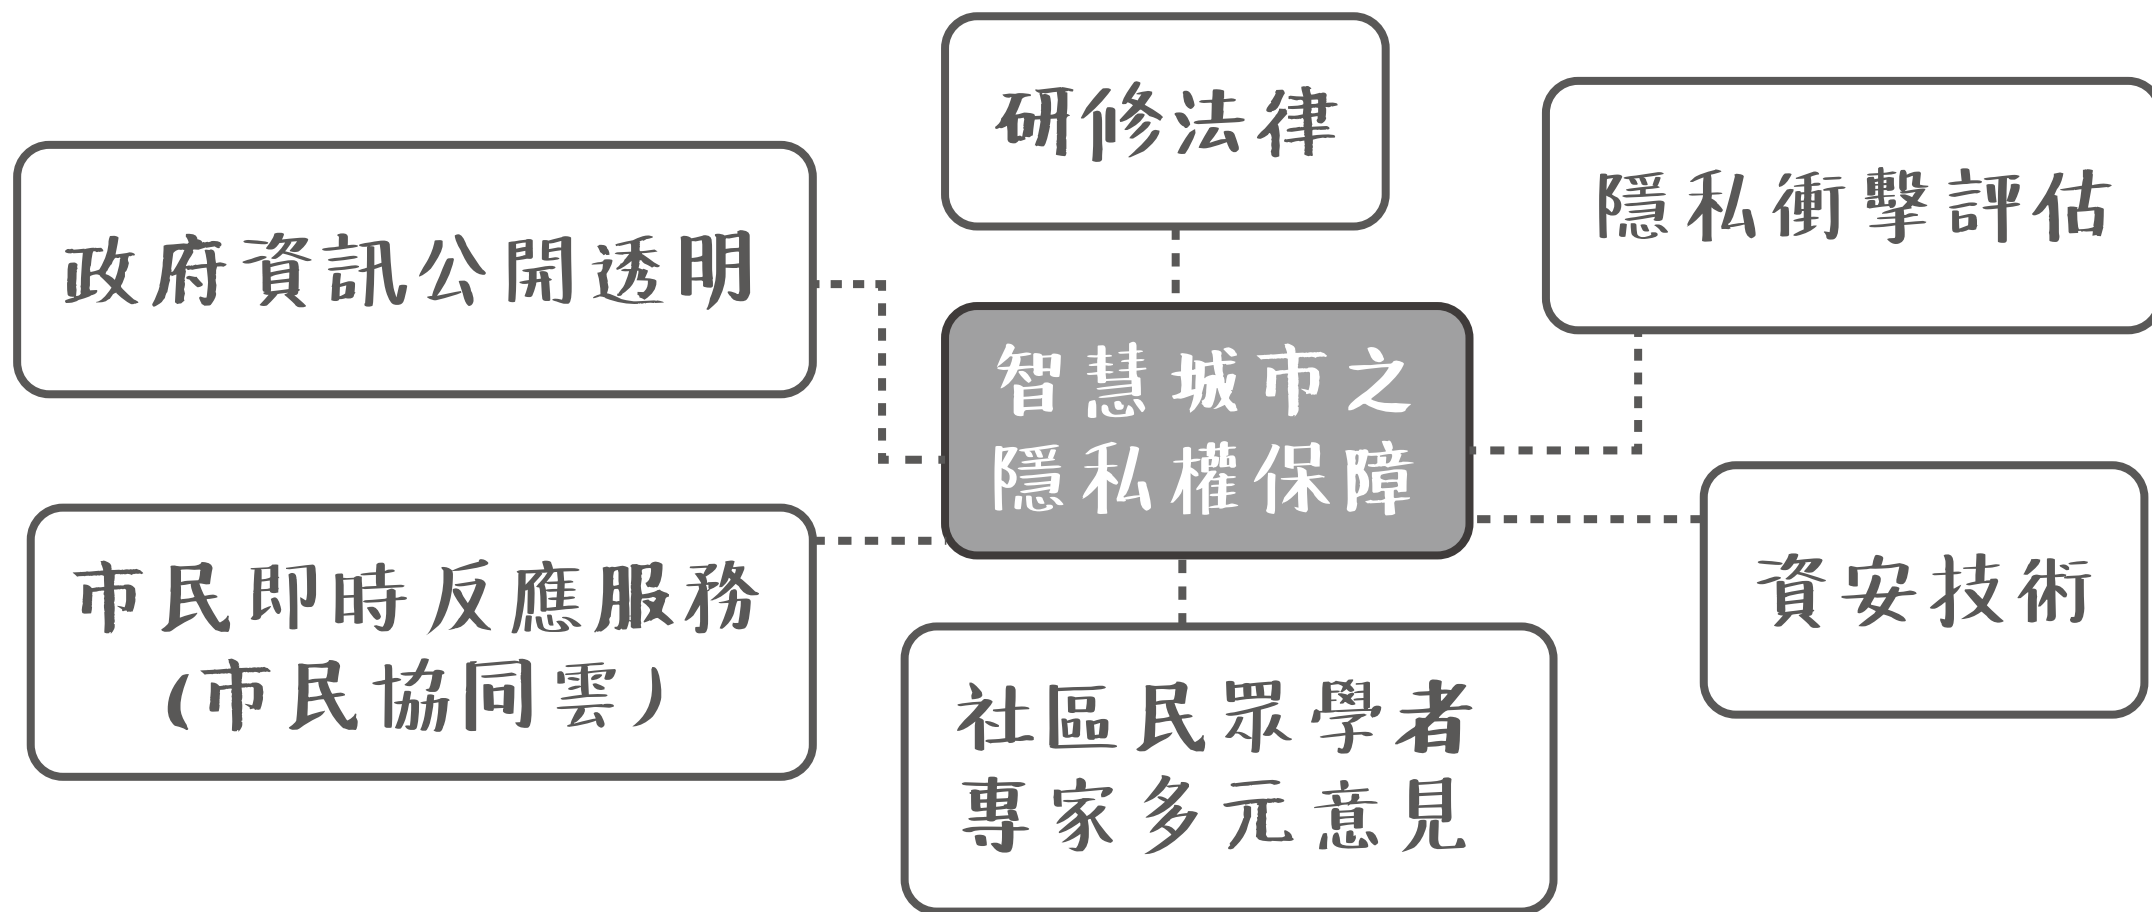 研修法律
隱私衝擊評估
政府資訊公開透明
智慧城市之
隱私權保障
資安技術
市民即時反應服務
(市民協同雲)
社區民眾學者
專家多元意見